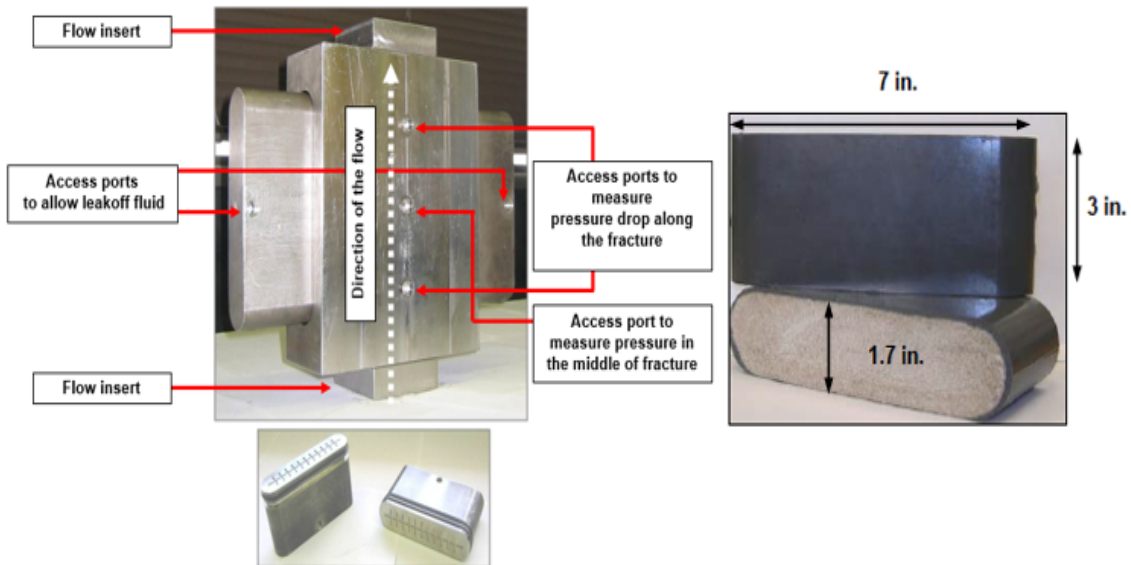 Flow insert
Access ports
to allow leakoff fluid
Flow insert
Direction of the flow
Access ports to
measure
pressure drop along
the fracture
Access port to
measure pressure in
the middle of fracture
7 in.
3 in.
1.7 in.